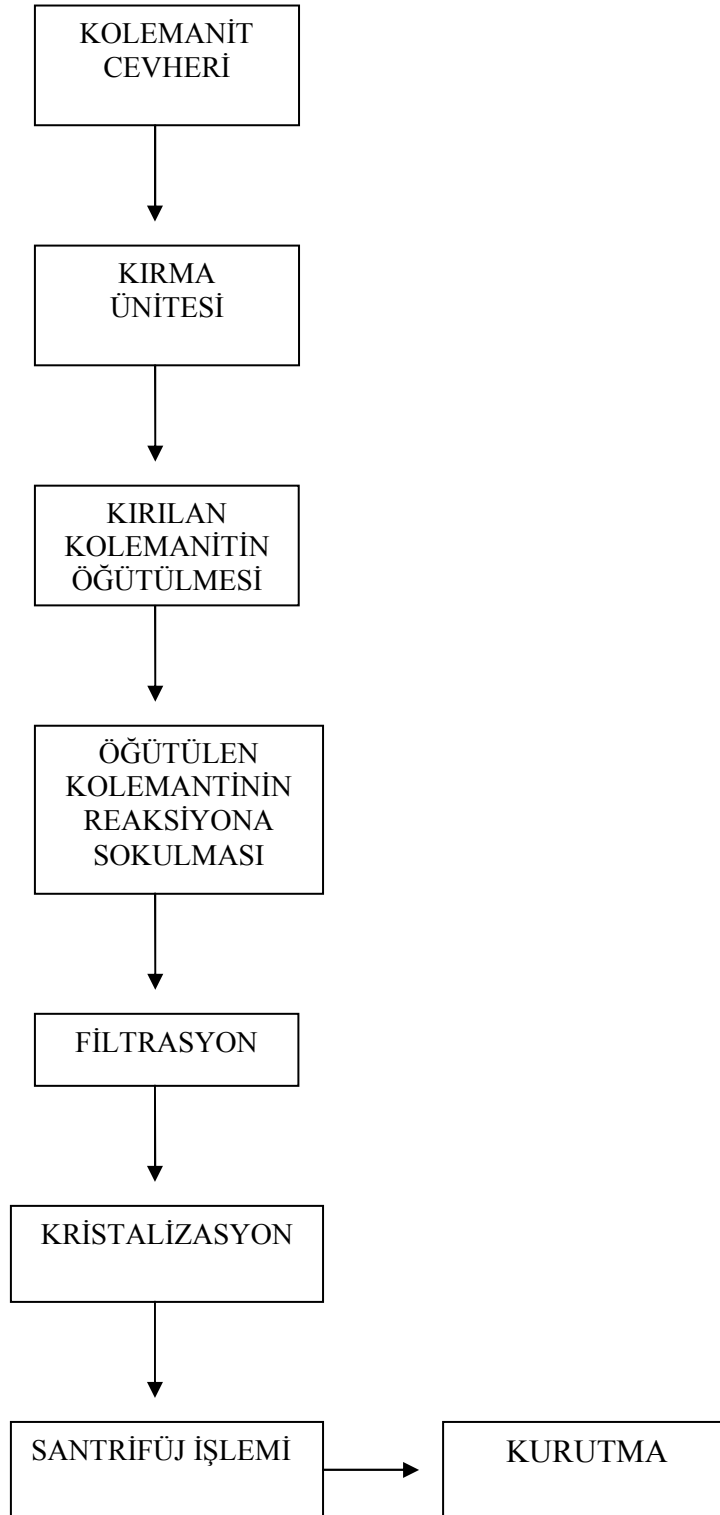 KOLEMANİT
CEVHERİ
KIRMA
ÜNİTESİ
KIRILAN
KOLEMANİTİN
ÖĞÜTÜLMESİ
ÖĞÜTÜLEN
KOLEMANTİNİN
REAKSİYONA
SOKULMASI
FİLTRASYON
KRİSTALİZASYON
SANTRİFÜJ İŞLEMİ
KURUTMA